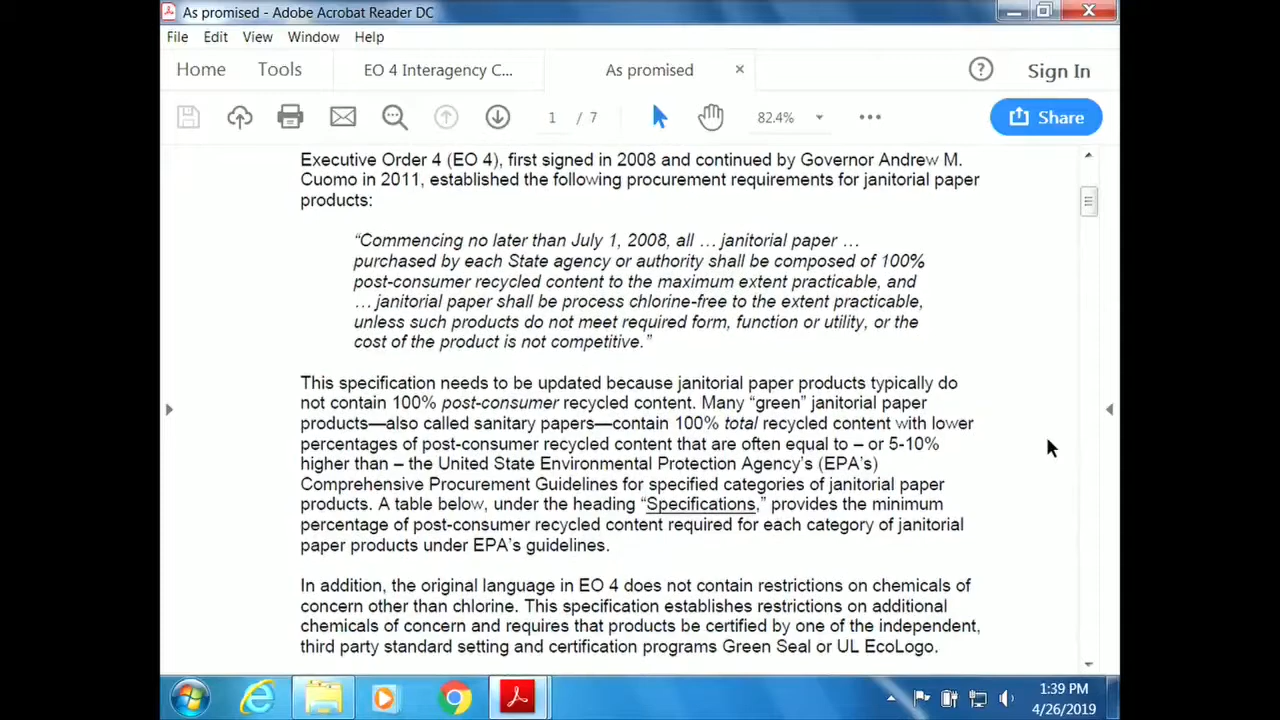 As promised - Adobe Acrobat Reader DC
File Edit View Window Help
Home Tools EO 4 Interagency C... As promised × Sign In
1 / 7 82.4% Share
Executive Order 4 (EO 4), first signed in 2008 and continued by Governor Andrew M.
Cuomo in 2011, established the following procurement requirements for janitorial paper
products:
“Commencing no later than July 1, 2008, all … janitorial paper …
purchased by each State agency or authority shall be composed of 100%
post-consumer recycled content to the maximum extent practicable, and
… janitorial paper shall be process chlorine-free to the extent practicable,
unless such products do not meet required form, function or utility, or the
cost of the product is not competitive.”
This specification needs to be updated because janitorial paper products typically do
not contain 100% post-consumer recycled content. Many “green” janitorial paper
products—also called sanitary papers—contain 100% total recycled content with lower
percentages of post-consumer recycled content that are often equal to – or 5-10%
higher than – the United State Environmental Protection Agency’s (EPA’s)
Comprehensive Procurement Guidelines for specified categories of janitorial paper
products. A table below, under the heading “Specifications,” provides the minimum
percentage of post-consumer recycled content required for each category of janitorial
paper products under EPA’s guidelines.
In addition, the original language in EO 4 does not contain restrictions on chemicals of
concern other than chlorine. This specification establishes restrictions on additional
chemicals of concern and requires that products be certified by one of the independent,
third party standard setting and certification programs Green Seal or UL EcoLogo.
1:39 PM
4/26/2019